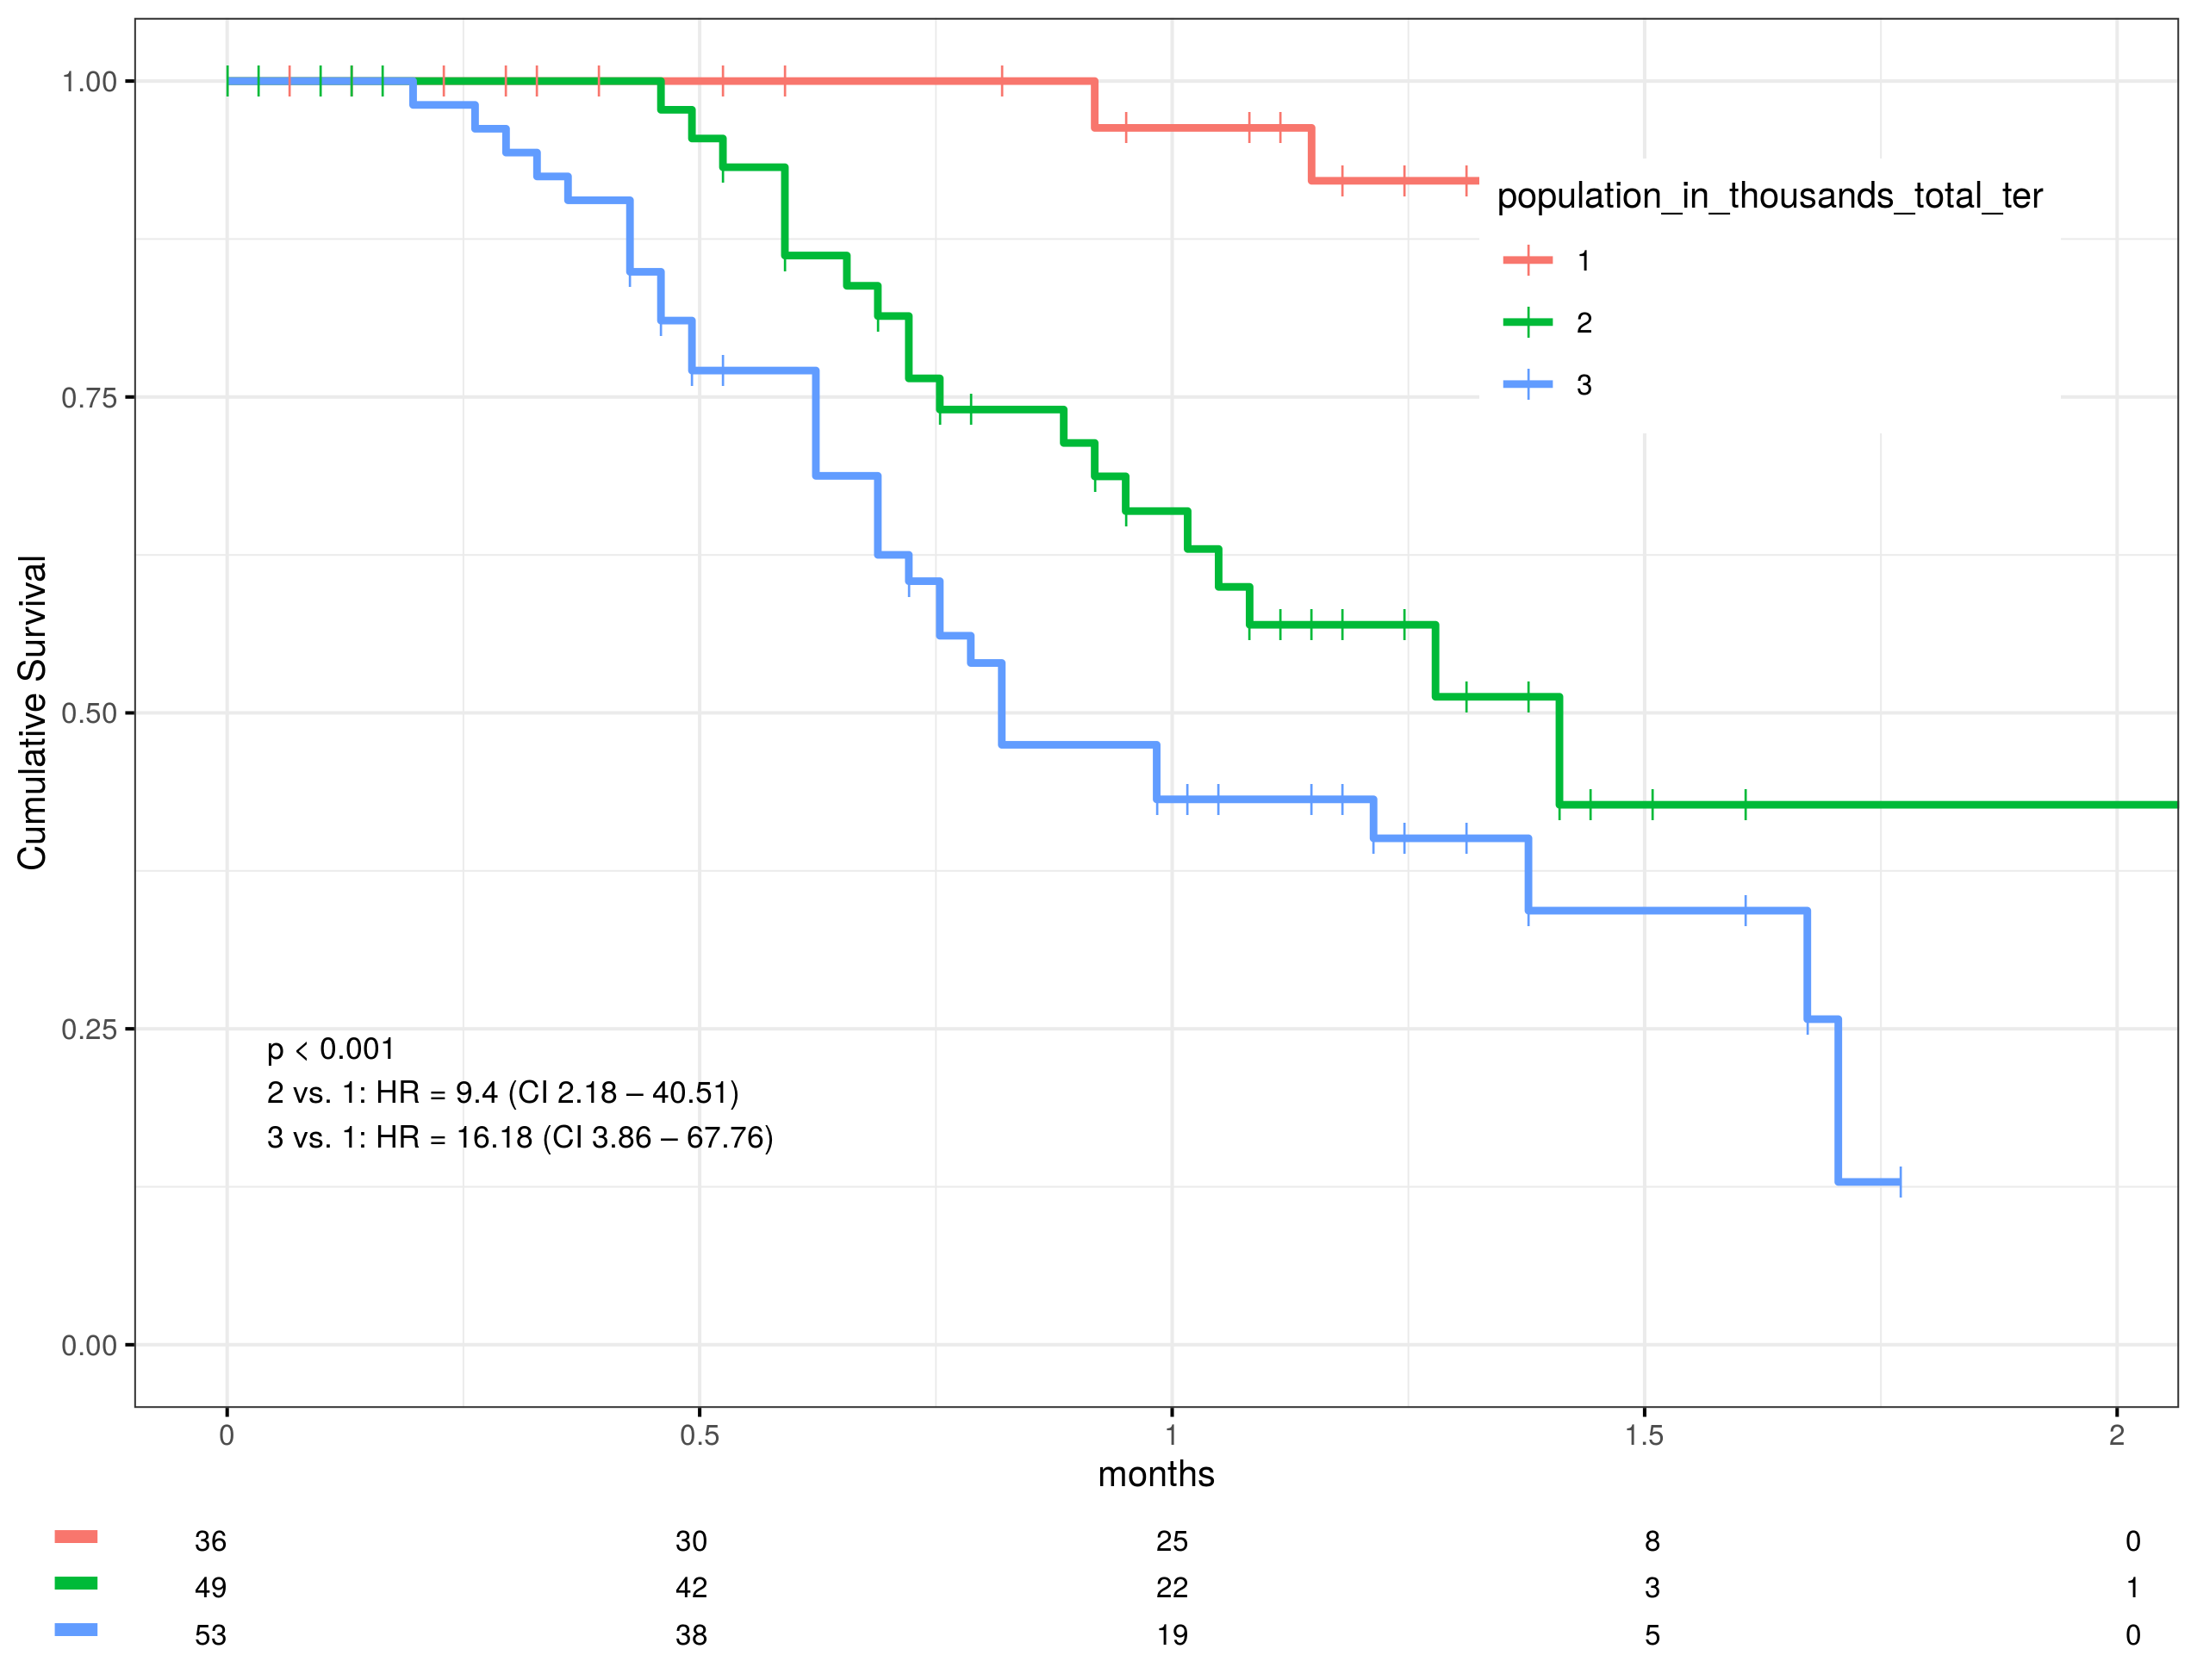 1.00
0.75
0.50
0.25
0.00
Cumulative Survival
population_in_thousands_total_ter
1
2
3
p < 0.001
2 vs. 1: HR = 9.4 (CI 2.18 – 40.51)
3 vs. 1: HR = 16.18 (CI 3.86 – 67.76)
0 0.5 1 1.5 2
months
36 30 25 8 0
49 42 22 3 1
53 38 19 5 0